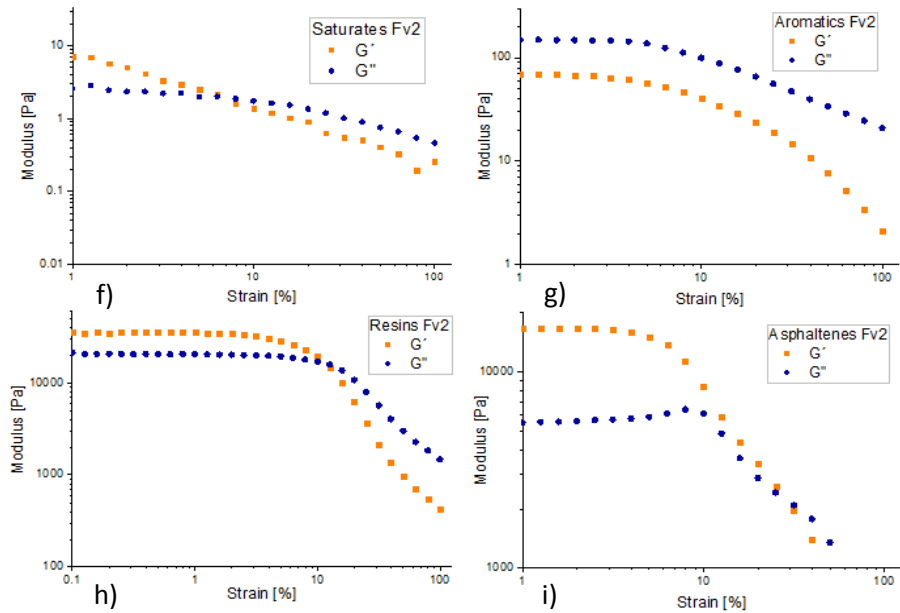 Saturates Fv2
G´
G"
Modulus [Pa]
10
1
0.1
0.01
1
10
100
Strain [%]
f)
Aromatics Fv2
G´
G"
Modulus [Pa]
100
10
1
1
10
100
Strain [%]
g)
Resins Fv2
G´
G"
Modulus [Pa]
10000
1000
100
0.1
1
10
100
Strain [%]
h)
Asphaltenes Fv2
G´
G"
Modulus [Pa]
1000
1
10
100
Strain [%]
i)